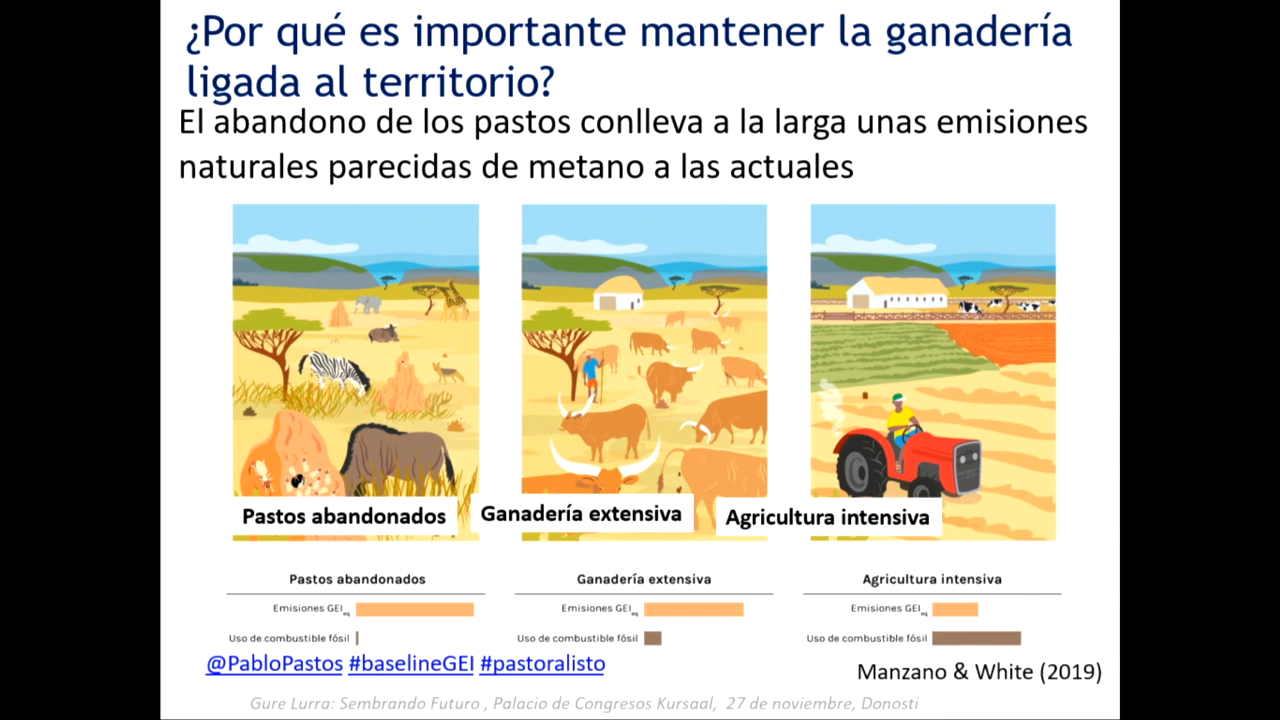 ¿Por qué es importante mantener la ganadería
ligada al territorio?
El abandono de los pastos conlleva a la larga unas emisiones
naturales parecidas de metano a las actuales
Pastos abandonados
Ganadería extensiva
Agricultura intensiva
Pastos abandonados
Emisiones GEI eq
Uso de combustible fósil
Ganadería extensiva
Emisiones GEI eq
Uso de combustible fósil
Agricultura intensiva
Emisiones GEI eq
Uso de combustible fósil
@PabloPastos #baselineGEI #pastoralisto
Manzano & White (2019)
Gure Lurra: Sembrando Futuro , Palacio de Congresos Kursaal, 27 de noviembre, Donosti